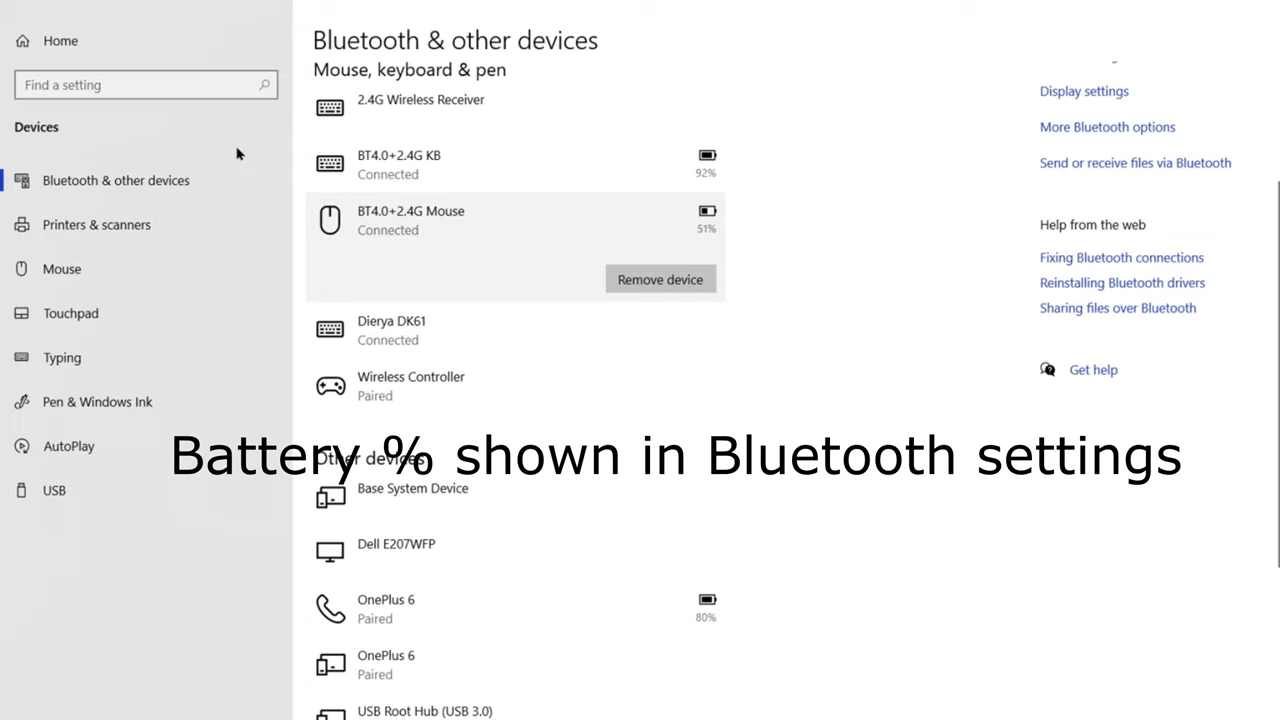 Home
Find a setting
Devices
Bluetooth & other devices
Printers & scanners
Mouse
Touchpad
Typing
Pen & Windows Ink
AutoPlay
USB
Bluetooth & other devices
Mouse, keyboard & pen
2.4G Wireless Receiver
BT4.0+2.4G KB
Connected
92%
BT4.0+2.4G Mouse
Connected
51%
Remove device
Dierya DK61
Connected
Wireless Controller
Paired
Other devices
Battery % shown in Bluetooth settings
Base System Device
Dell E207WFP
OnePlus 6
Paired
80%
OnePlus 6
Paired
USB Root Hub (USB 3.0)
Display settings
More Bluetooth options
Send or receive files via Bluetooth
Help from the web
Fixing Bluetooth connections
Reinstalling Bluetooth drivers
Sharing files over Bluetooth
Get help